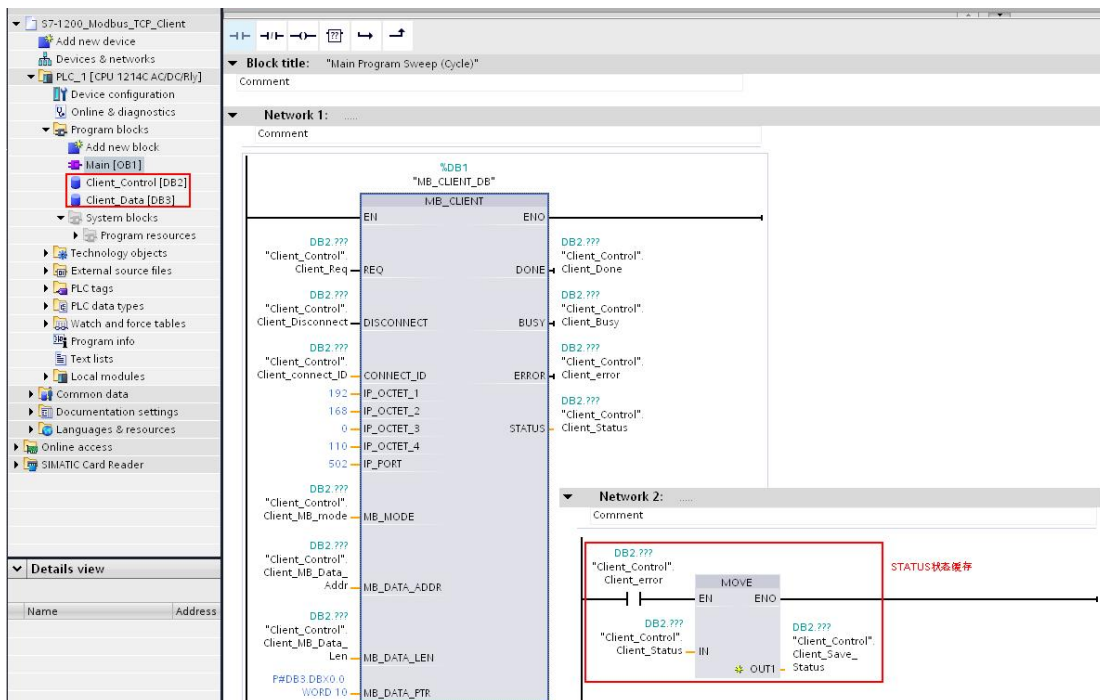 S7-1200_Modbus_TCP_Client
Add new device
Devices & networks
PLC_1 [CPU 1214C AC/DC/Rly]
Device configuration
Online & diagnostics
Program blocks
Add new block
Main [OB1]
Client_Control [DB2]
Client_Data [DB3]
System blocks
Program resources
Technology objects
External source files
PLC tags
PLC data types
Watch and force tables
Program info
Text lists
Local modules
Common data
Documentation settings
Languages & resources
Online access
SIMATIC Card Reader
Details view
Name Address
??
Block title: "Main Program Sweep (Cycle)"
Comment
Network 1: .....
Comment
%DB1
"MB_CLIENT_DB"
MB_CLIENT
EN ENO
DB2.???
"Client_Control".
Client_Req REQ
DB2.???
"Client_Control".
Client_Disconnect DISCONNECT
DB2.???
"Client_Control".
Client_connect_ID CONNECT_ID
192 IP_OCTET_1
168 IP_OCTET_2
0 IP_OCTET_3
110 IP_OCTET_4
502 IP_PORT
DB2.???
"Client_Control".
Client_MB_mode MB_MODE
DB2.???
"Client_Control".
Client_MB_Data_
Addr MB_DATA_ADDR
DB2.???
"Client_Control".
Client_MB_Data_
Len MB_DATA_LEN
P#DB3.DBX0.0
WORD 10 MB_DATA_PTR
DB2.???
"Client_Control".
DONE Client_Done
DB2.???
"Client_Control".
BUSY Client_Busy
DB2.???
"Client_Control".
ERROR Client_error
DB2.???
"Client_Control".
STATUS Client_Status
Network 2: .....
Comment
DB2.???
"Client_Control".
Client_error
MOVE
EN ENO
DB2.???
"Client_Control".
Client_Status IN
DB2.???
"Client_Control".
Client_Save_
OUT1 Status
STATUS状态缓存